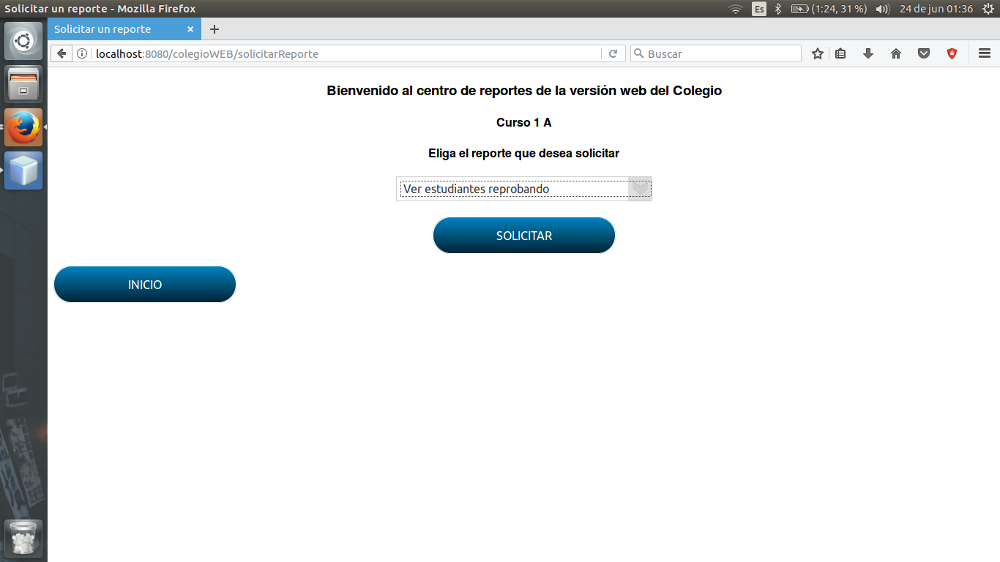 Solicitar un reporte - Mozilla Firefox
Es
(1:24, 31 %)
24 de jun 01:36
Solicitar un reporte
localhost:8080/colegioWEB/solicitarReporte
Buscar
Bienvenido al centro de reportes de la versión web del Colegio
Curso 1 A
Eliga el reporte que desea solicitar
Ver estudiantes reprobando
SOLICITAR
INICIO